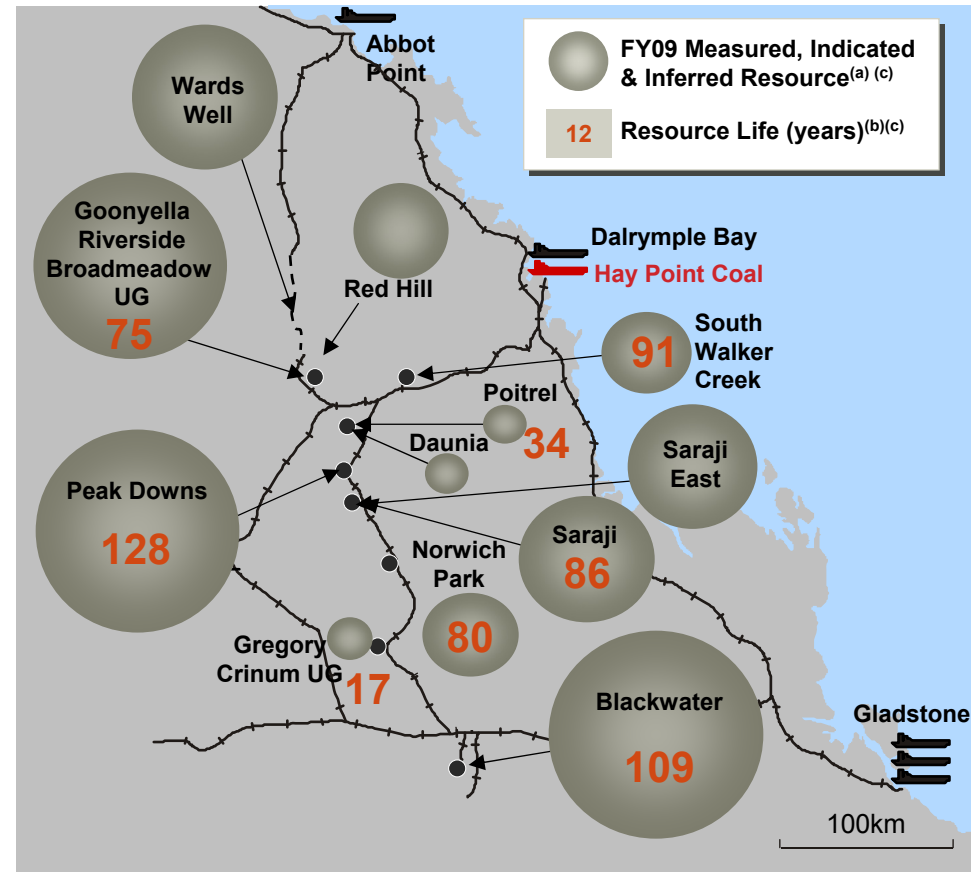 Abbot
Point
FY09 Measured, Indicated
& Inferred Resource(a) (c)
12
Resource Life (years)(b)(c)
Wards
Well
Goonyella
Riverside
Broadmeadow
UG
75
Red Hill
Dalrymple Bay
Hay Point Coal
91
South
Walker
Creek
Poitrel
34
Daunia
Saraji
East
Peak Downs
128
Saraji
86
Norwich
Park
80
Gregory
Crinum UG
17
Blackwater
109
Gladstone
100km